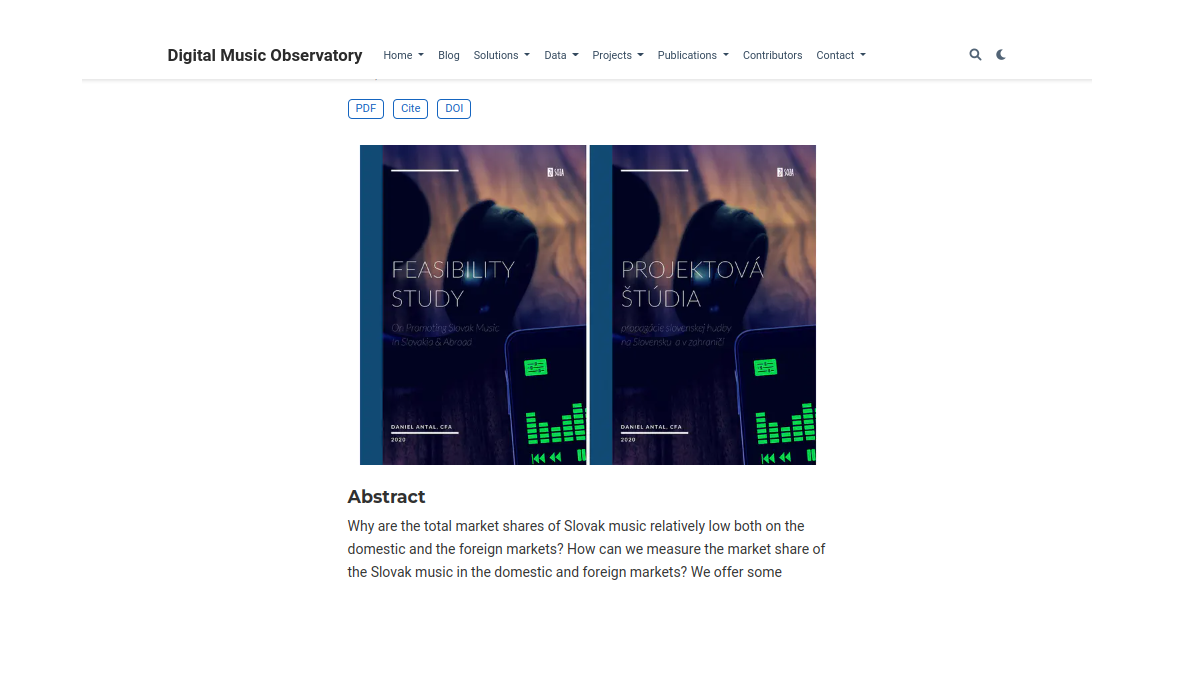 Digital Music Observatory Home Blog Solutions Data Projects Publications Contributors Contact
PDF Cite DOI
SOZA
FEASIBILITY
STUDY
On Promoting Slovak Music
in Slovakia & Abroad
DANIEL ANTAL, CFA
2020
SOZA
PROJEKTOVÁ
ŠTÚDIA
propagácie slovenskej hudby
na Slovensku a v zahraničí
DANIEL ANTAL, CFA
2020
Abstract
Why are the total market shares of Slovak music relatively low both on the
domestic and the foreign markets? How can we measure the market share of
the Slovak music in the domestic and foreign markets? We offer some